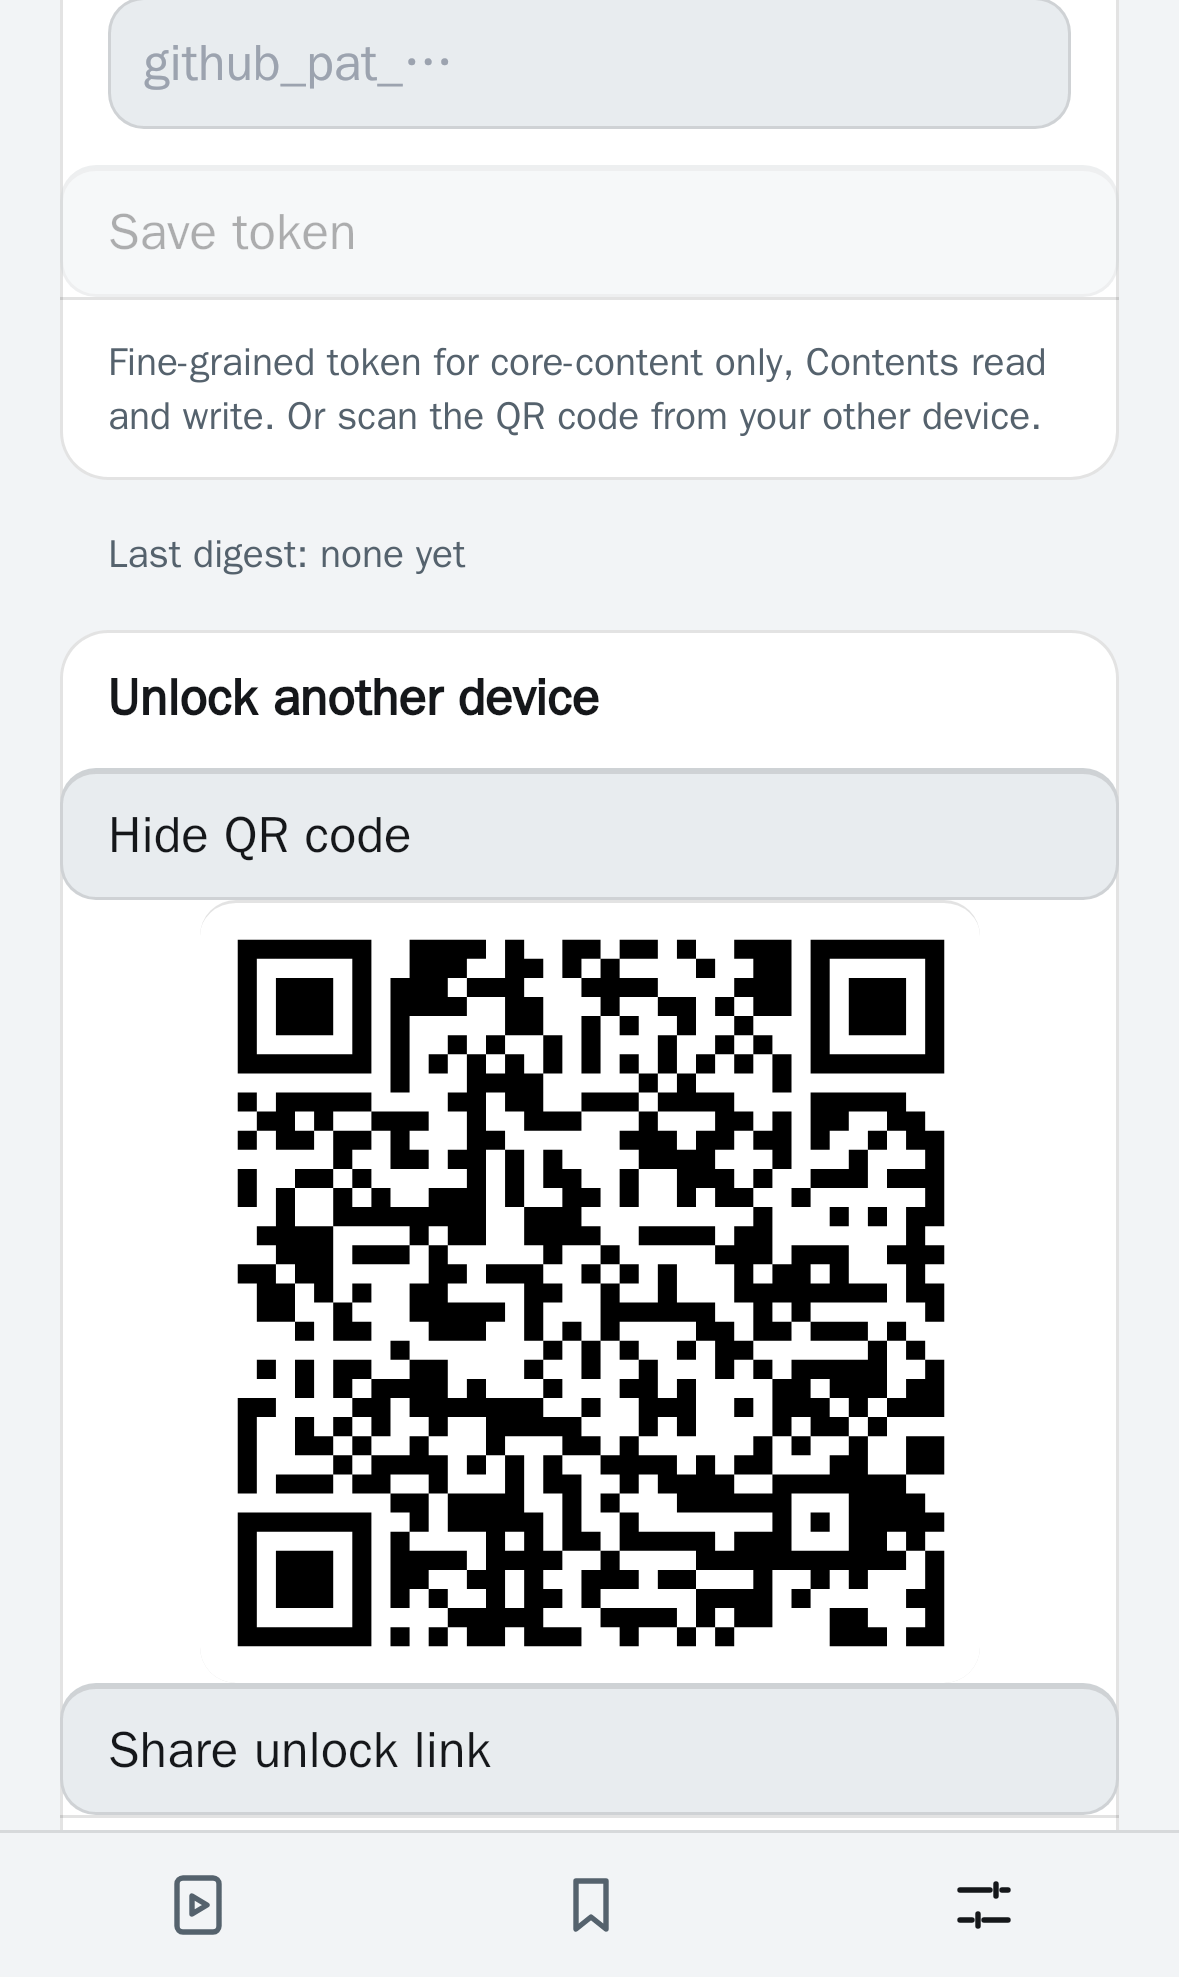 github_pat_…
Save token
Fine-grained token for core-content only, Contents read
and write. Or scan the QR code from your other device.
Last digest: none yet
Unlock another device
Hide QR code
Share unlock link